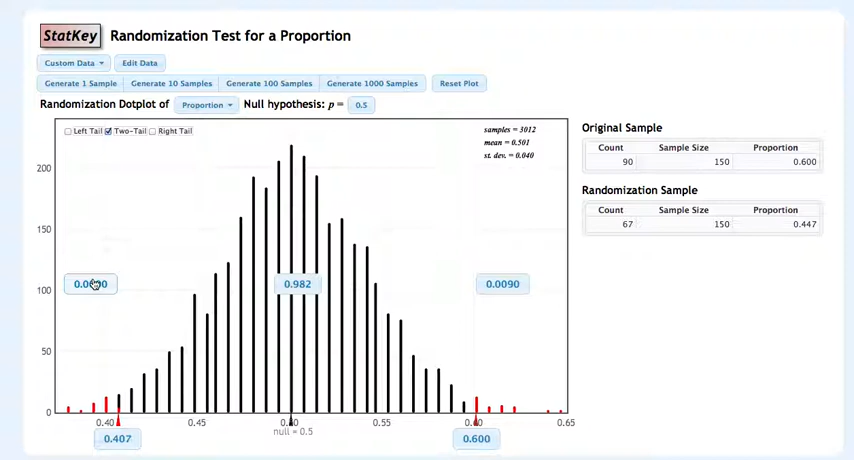 StatKey Randomization Test for a Proportion
Custom Data Edit Data
Generate 1 Sample Generate 10 Samples Generate 100 Samples Generate 1000 Samples Reset Plot
Randomization Dotplot of Proportion Null hypothesis: p = 0.5
Left Tail Two-Tail Right Tail
samples = 3012
mean = 0.501
st. dev. = 0.040
200
150
100
50
0
0.982 0.0090
0.40 0.45 0.55 0.65
null = 0.5
0.407 0.600
Original Sample
Count Sample Size Proportion
90 150 0.600
Randomization Sample
Count Sample Size Proportion
67 150 0.447